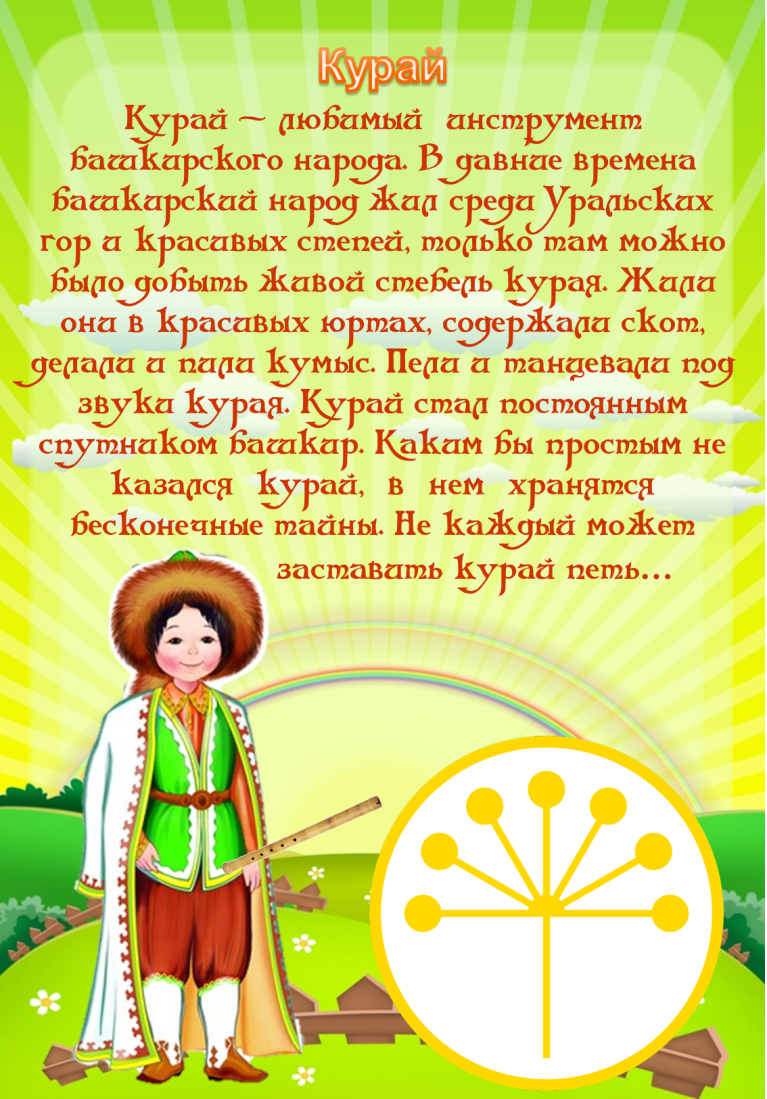 Курай
Курай – любимый инструмент
башкирского народа. В давние времена
башкирский народ жил среди Уральских
гор и красивых степей, только там можно
было добыть живой стебель курая. Жили
они в красивых юртах, содержали скот,
делали и пили кумыс. Пели и танцевали под
звуки курая. Курай стал постоянным
спутником башкир. Каким бы простым не
казался курай, в нем хранятся
бесконечные тайны. Не каждый может
заставить курай петь...